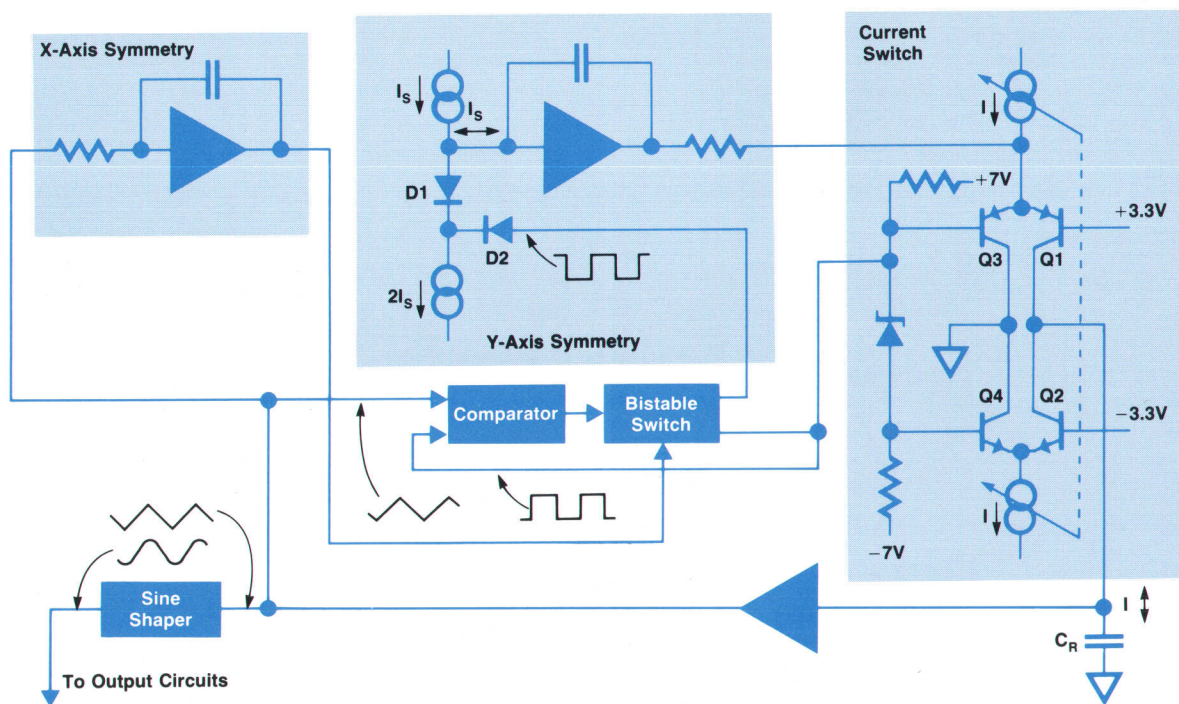 X-Axis Symmetry
I_S
I_S
D1
D2
2I_S
Y-Axis Symmetry
Current
Switch
I
+7V
+3.3V
Q3
Q1
Q4
Q2
−3.3V
I
−7V
Comparator
Bistable
Switch
Sine
Shaper
To Output Circuits
I
C_R